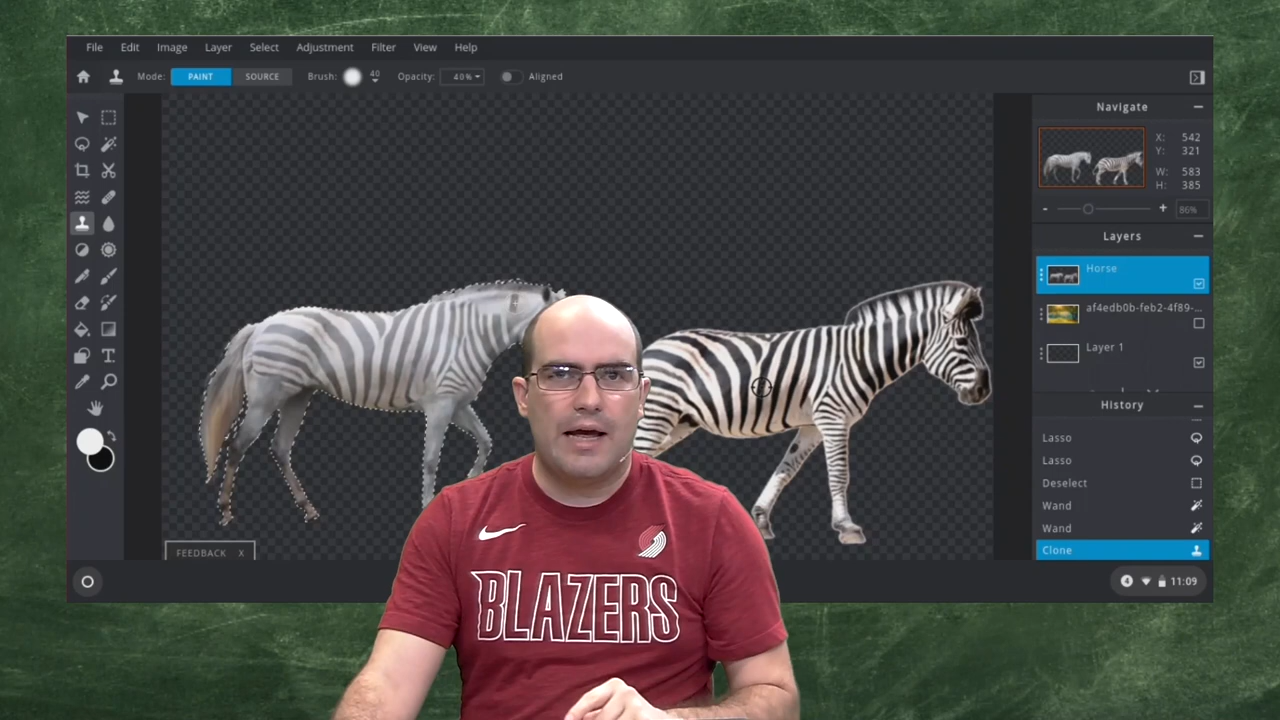 File Edit Image Layer Select Adjustment Filter View Help
Mode: PAINT SOURCE Brush: 40 Opacity: 40% Aligned
Navigate
X: 542
Y: 321
W: 583
H: 385
- + 86%
Layers
Horse
af4edb0b-feb2-4f89-...
Layer 1
History
Lasso
Lasso
Deselect
Wand
Wand
Clone
FEEDBACK X
4 11:09
BLAZERS